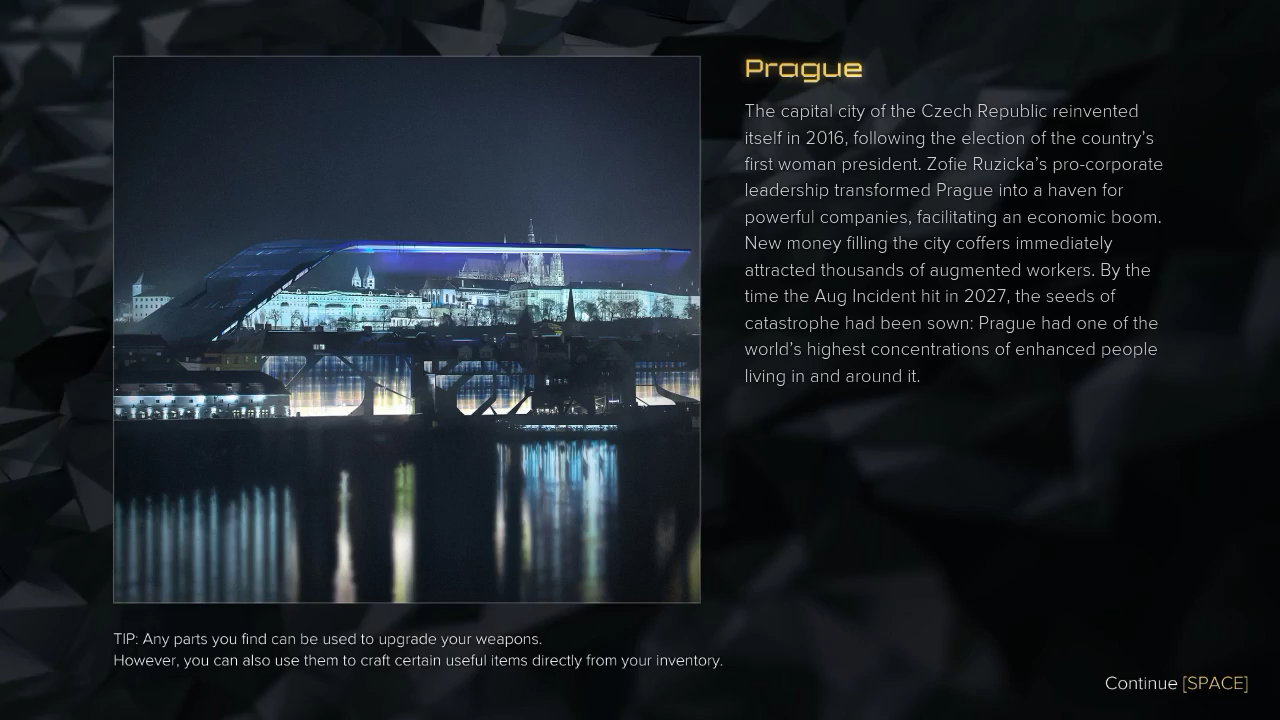 Prague
The capital city of the Czech Republic reinvented
itself in 2016, following the election of the country's
first woman president. Zofie Ruzicka's pro-corporate
leadership transformed Prague into a haven for
powerful companies, facilitating an economic boom.
New money filling the city coffers immediately
attracted thousands of augmented workers. By the
time the Aug Incident hit in 2027, the seeds of
catastrophe had been sown: Prague had one of the
world's highest concentrations of enhanced people
living in and around it.
TIP: Any parts you find can be used to upgrade your weapons.
However, you can also use them to craft certain useful items directly from your inventory.
Continue [SPACE]